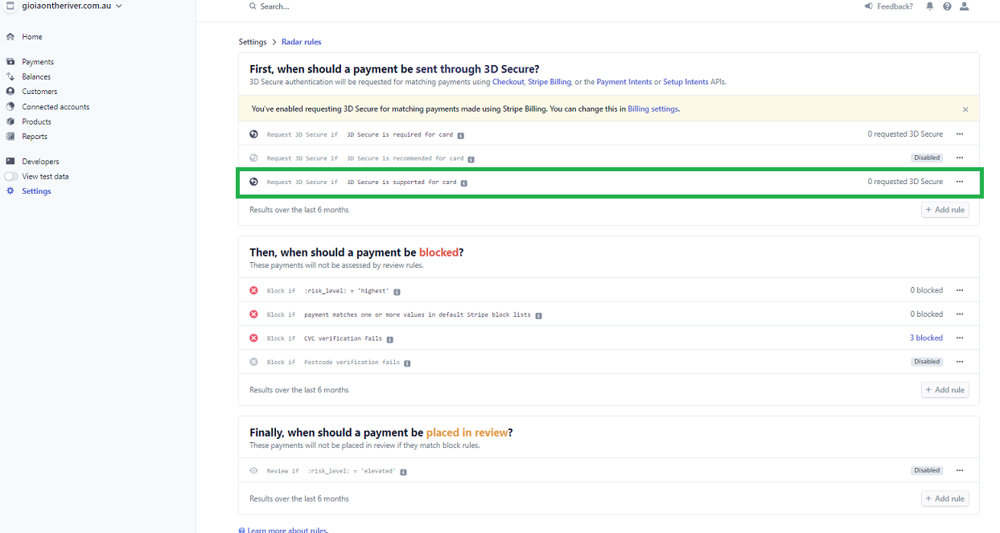 gioiaontheriver.com.au
Search...
Feedback?
Home
Payments
Balances
Customers
Connected accounts
Products
Reports
Developers
View test data
Settings
Settings > Radar rules
First, when should a payment be sent through 3D Secure?
3D Secure authentication will be requested for matching payments using Checkout, Stripe Billing, or the Payment Intents or Setup Intents APIs.
You've enabled requesting 3D Secure for matching payments made using Stripe Billing. You can change this in Billing settings.
Request 3D Secure if 3D Secure is required for card 0 requested 3D Secure
Request 3D Secure if 3D Secure is recommended for card Disabled
Request 3D Secure if 3D Secure is supported for card 0 requested 3D Secure
Results over the last 6 months + Add rule
Then, when should a payment be blocked?
These payments will not be assessed by review rules.
Block if :risk_level: = 'highest' 0 blocked
Block if payment matches one or more values in default Stripe block lists 0 blocked
Block if CVC verification fails 3 blocked
Block if Postcode verification fails Disabled
Results over the last 6 months + Add rule
Finally, when should a payment be placed in review?
These payments will not be placed in review if they match block rules.
Review if :risk_level: = 'elevated' Disabled
Results over the last 6 months + Add rule
Learn more about rules.